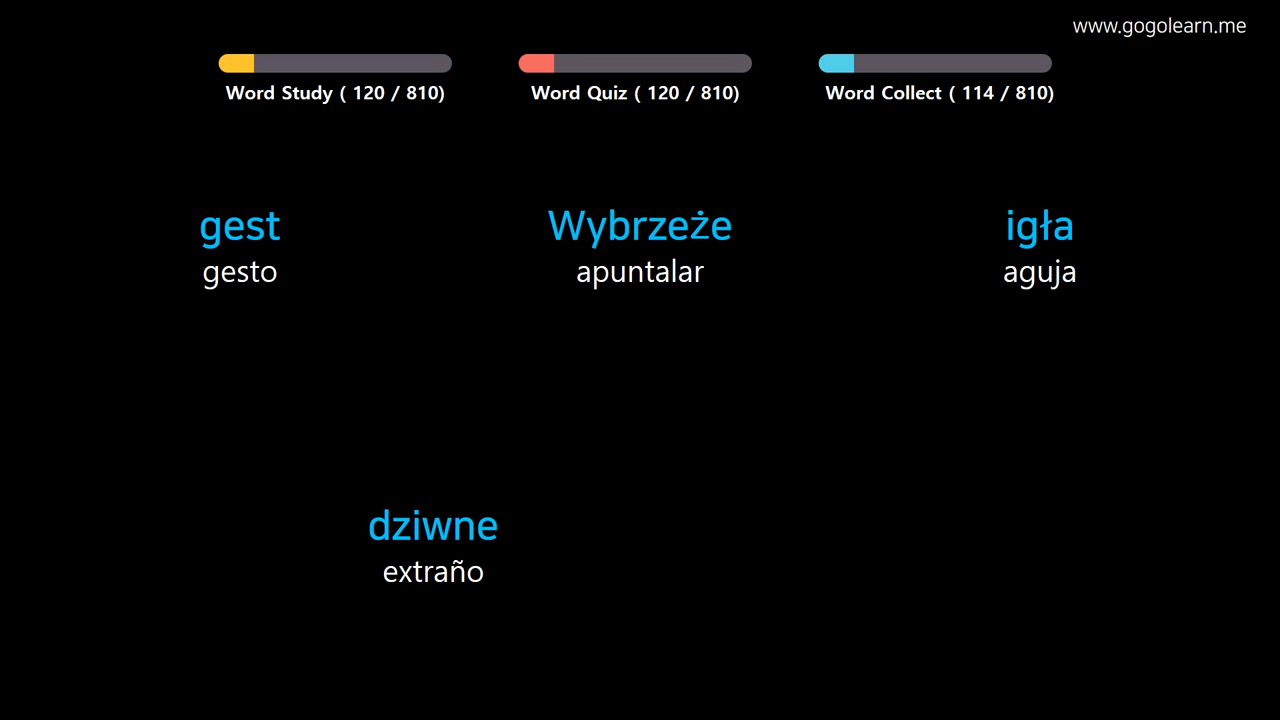 www.gogolearn.me
Word Study ( 120 / 810)
Word Quiz ( 120 / 810)
Word Collect ( 114 / 810)
gest
gesto
Wybrzeże
apuntalar
igła
aguja
dziwne
extraño